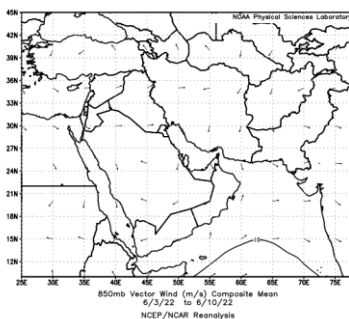 NOAA Physical Sciences Laboratory
45N
42N
39N
36N
33N
30N
27N
24N
21N
18N
15N
12N
10
25E 30E 35E 40E 45E 50E 55E 60E 65E 70E 75E
850mb Vector Wind (m/s) Composite Mean
6/3/22 to 6/10/22
NCEP/NCAR Reanalysis